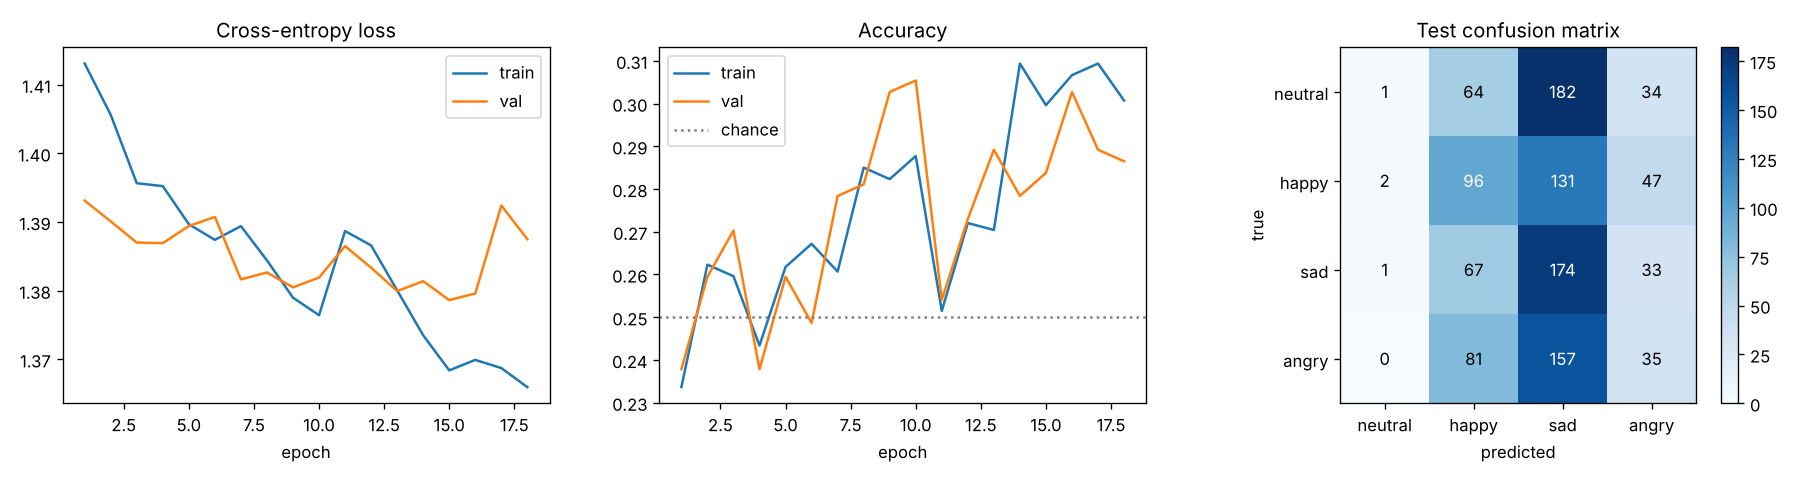 Cross-entropy loss
train
val
1.41
1.40
1.39
1.38
1.37
2.5 5.0 7.5 10.0 12.5 15.0 17.5
epoch
Accuracy
train
val
chance
0.31
0.30
0.29
0.28
0.27
0.26
0.25
0.24
0.23
2.5 5.0 7.5 10.0 12.5 15.0 17.5
epoch
Test confusion matrix
true
neutral 1 64 182 34
happy 2 96 131 47
sad 1 67 174 33
angry 0 81 157 35
neutral happy sad angry
predicted
175
150
125
100
75
50
25
0